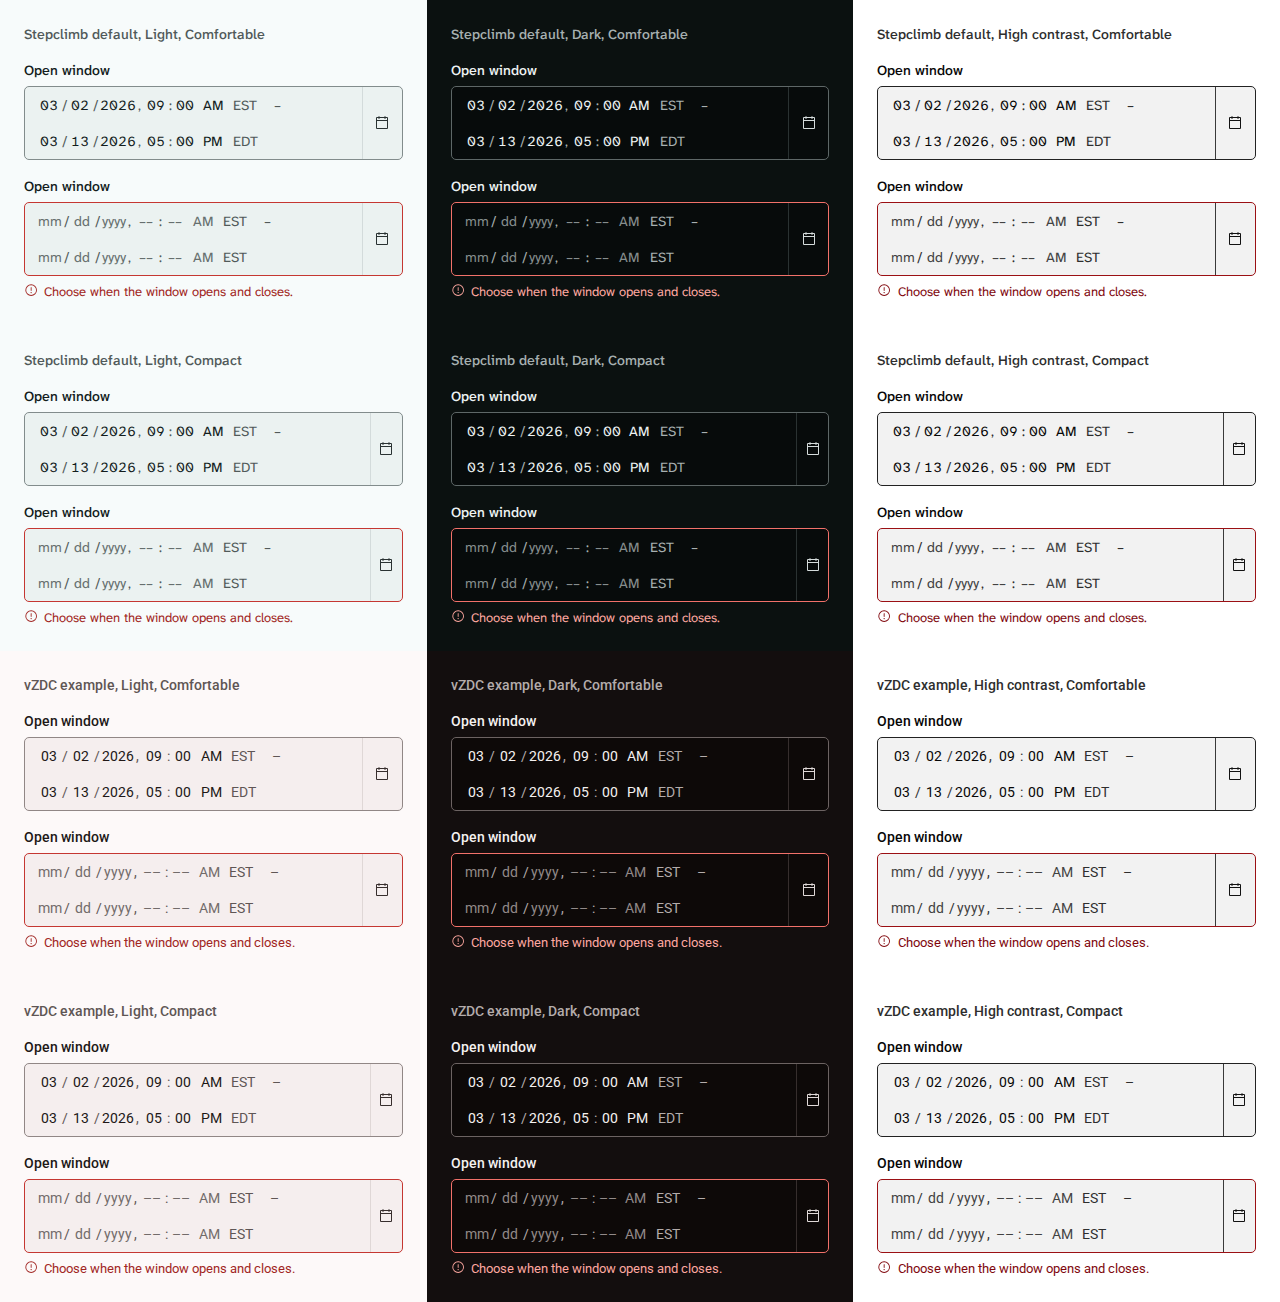 Stepclimb default, Light, Comfortable
Open window
03 / 02 / 2026, 09 : 00 AM EST –
03 / 13 / 2026, 05 : 00 PM EDT
Open window
mm / dd / yyyy, –– : –– AM EST –
mm / dd / yyyy, –– : –– AM EST
Choose when the window opens and closes.
Stepclimb default, Dark, Comfortable
Open window
03 / 02 / 2026, 09 : 00 AM EST –
03 / 13 / 2026, 05 : 00 PM EDT
Open window
mm / dd / yyyy, –– : –– AM EST –
mm / dd / yyyy, –– : –– AM EST
Choose when the window opens and closes.
Stepclimb default, High contrast, Comfortable
Open window
03 / 02 / 2026, 09 : 00 AM EST –
03 / 13 / 2026, 05 : 00 PM EDT
Open window
mm / dd / yyyy, –– : –– AM EST –
mm / dd / yyyy, –– : –– AM EST
Choose when the window opens and closes.
Stepclimb default, Light, Compact
Open window
03 / 02 / 2026, 09 : 00 AM EST –
03 / 13 / 2026, 05 : 00 PM EDT
Open window
mm / dd / yyyy, –– : –– AM EST –
mm / dd / yyyy, –– : –– AM EST
Choose when the window opens and closes.
Stepclimb default, Dark, Compact
Open window
03 / 02 / 2026, 09 : 00 AM EST –
03 / 13 / 2026, 05 : 00 PM EDT
Open window
mm / dd / yyyy, –– : –– AM EST –
mm / dd / yyyy, –– : –– AM EST
Choose when the window opens and closes.
Stepclimb default, High contrast, Compact
Open window
03 / 02 / 2026, 09 : 00 AM EST –
03 / 13 / 2026, 05 : 00 PM EDT
Open window
mm / dd / yyyy, –– : –– AM EST –
mm / dd / yyyy, –– : –– AM EST
Choose when the window opens and closes.
vZDC example, Light, Comfortable
Open window
03 / 02 / 2026, 09 : 00 AM EST –
03 / 13 / 2026, 05 : 00 PM EDT
Open window
mm / dd / yyyy, –– : –– AM EST –
mm / dd / yyyy, –– : –– AM EST
Choose when the window opens and closes.
vZDC example, Dark, Comfortable
Open window
03 / 02 / 2026, 09 : 00 AM EST –
03 / 13 / 2026, 05 : 00 PM EDT
Open window
mm / dd / yyyy, –– : –– AM EST –
mm / dd / yyyy, –– : –– AM EST
Choose when the window opens and closes.
vZDC example, High contrast, Comfortable
Open window
03 / 02 / 2026, 09 : 00 AM EST –
03 / 13 / 2026, 05 : 00 PM EDT
Open window
mm / dd / yyyy, –– : –– AM EST –
mm / dd / yyyy, –– : –– AM EST
Choose when the window opens and closes.
vZDC example, Light, Compact
Open window
03 / 02 / 2026, 09 : 00 AM EST –
03 / 13 / 2026, 05 : 00 PM EDT
Open window
mm / dd / yyyy, –– : –– AM EST –
mm / dd / yyyy, –– : –– AM EST
Choose when the window opens and closes.
vZDC example, Dark, Compact
Open window
03 / 02 / 2026, 09 : 00 AM EST –
03 / 13 / 2026, 05 : 00 PM EDT
Open window
mm / dd / yyyy, –– : –– AM EST –
mm / dd / yyyy, –– : –– AM EST
Choose when the window opens and closes.
vZDC example, High contrast, Compact
Open window
03 / 02 / 2026, 09 : 00 AM EST –
03 / 13 / 2026, 05 : 00 PM EDT
Open window
mm / dd / yyyy, –– : –– AM EST –
mm / dd / yyyy, –– : –– AM EST
Choose when the window opens and closes.